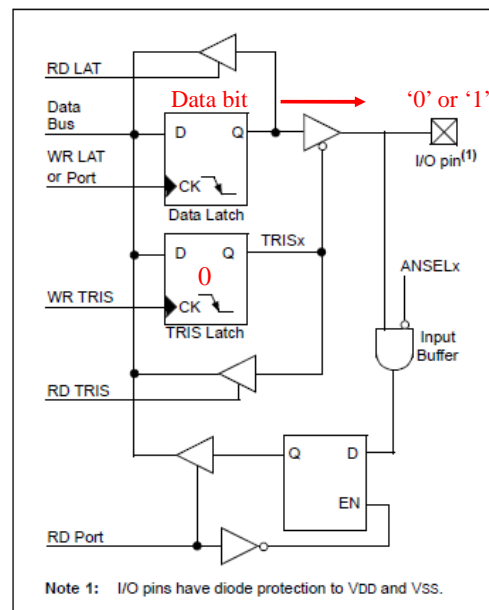 RD LAT
Data
Bus
Data bit
‘0’ or ‘1’
D
Q
I/O pin(1)
WR LAT
or Port
CK
Data Latch
D
Q
TRISx
0
ANSELx
WR TRIS
CK
TRIS Latch
Input
Buffer
RD TRIS
Q
D
EN
RD Port
Note 1: I/O pins have diode protection to VDD and VSS.